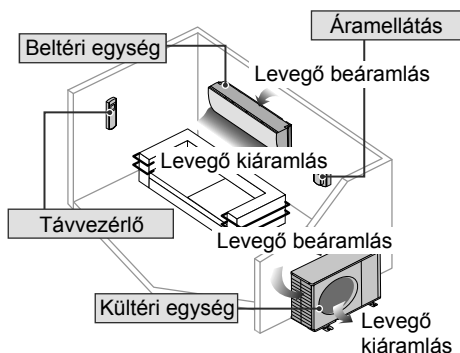 Áramellátás
Beltéri egység
Levegő beáramlás
Levegő kiáramlás
Távvezérlő
Levegő beáramlás
Kültéri egység
Levegő
kiáramlás